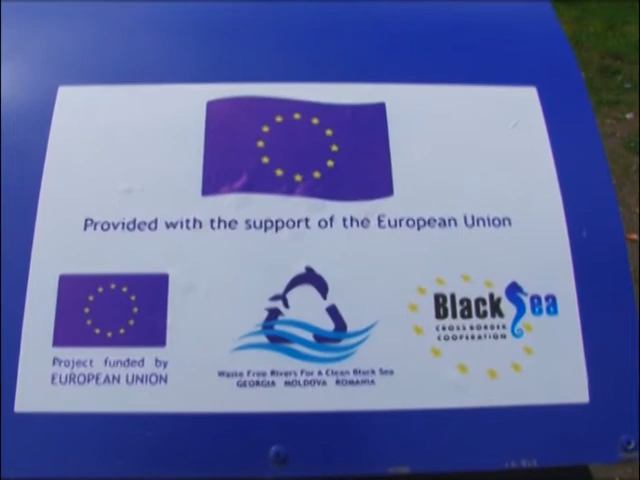 Provided with the support of the European Union
Project funded by
EUROPEAN UNION
Waste Free Rivers For A Clean Black Sea
GEORGIA MOLDOVA ROMANIA
Black Sea
CROSS BORDER
COOPERATION